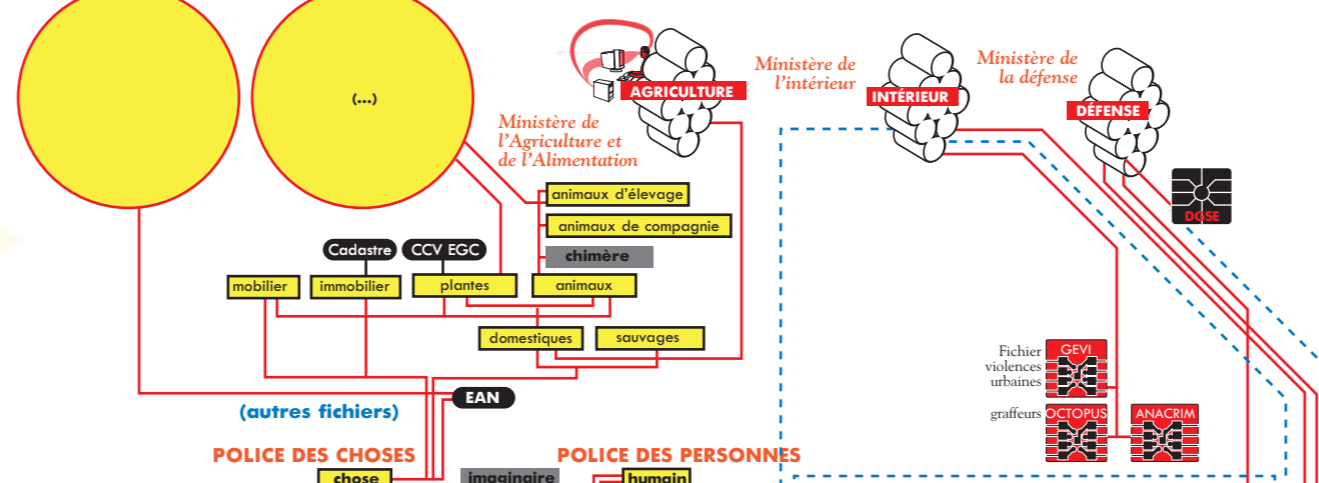 (...)
Ministère de
l'Agriculture et
de l'Alimentation
AGRICULTURE
Ministère de
l'intérieur
INTÉRIEUR
Ministère de
la défense
DÉFENSE
DGSE
animaux d'élevage
animaux de compagnie
chimère
Cadastre
CCV EGC
mobilier
immobilier
plantes
animaux
domestiques
sauvages
EAN
(autres fichiers)
Fichier
violences
urbaines
GEVI
graffeurs
OCTOPUS
ANACRIM
POLICE DES CHOSES
POLICE DES PERSONNES
chose
imaginaire
humain